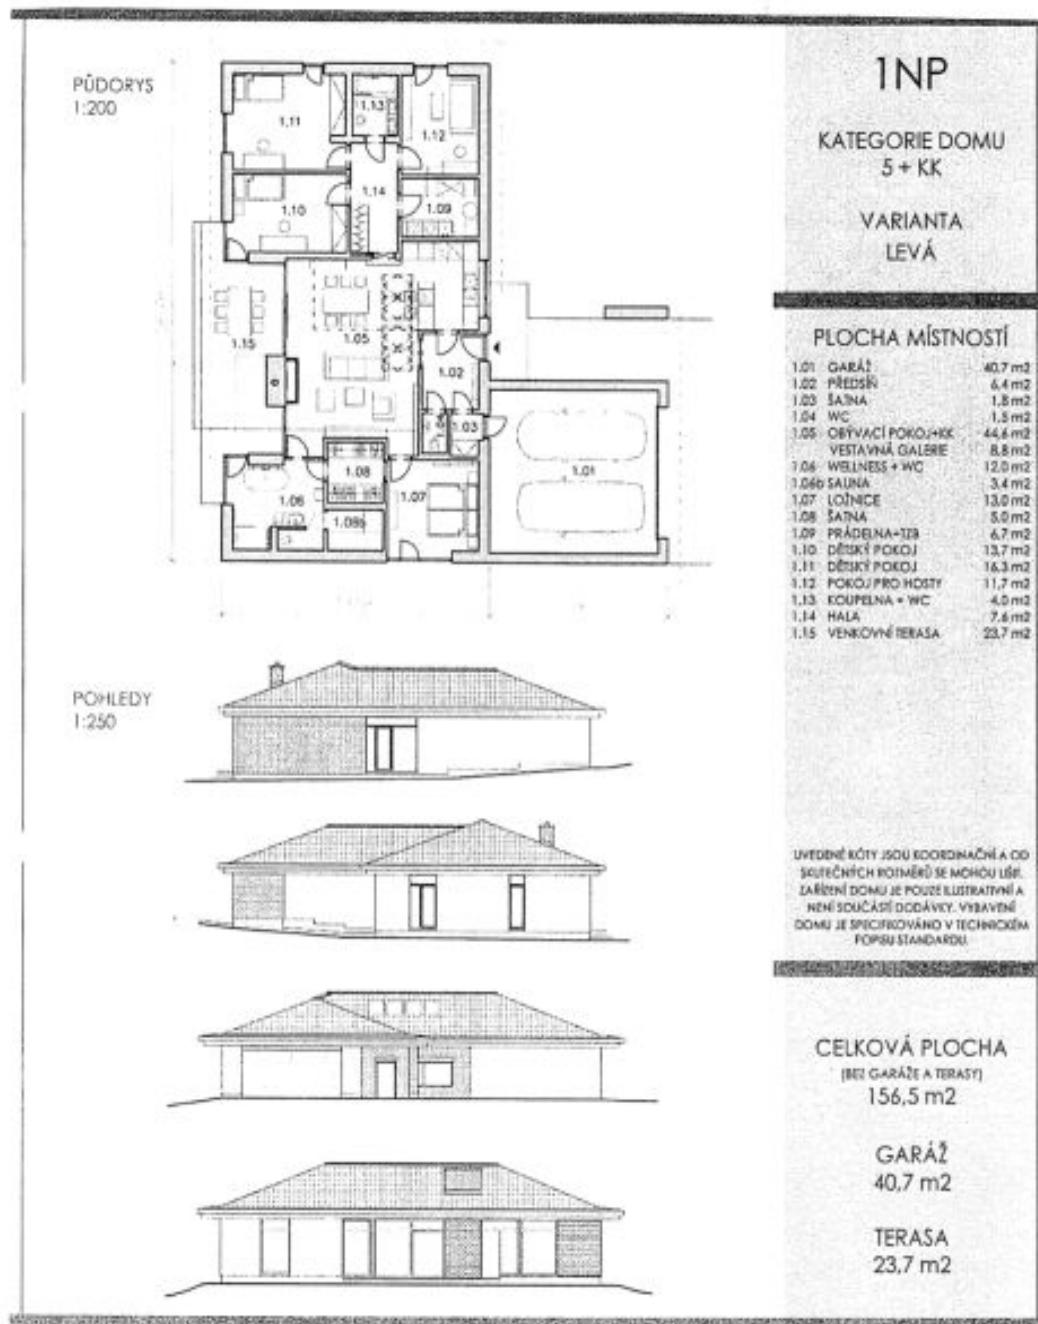 PŮDORYS
1:200
1.11
1.13
1.12
1.10
1.14
1.09
1.15
1.05
1.02
1.03
1.01
1.08
1.06
1.07
1.08b
POHLEDY
1:250
1NP
KATEGORIE DOMU
5 + KK
VARIANTA
LEVÁ
PLOCHA MÍSTNOSTÍ
1.01 GARÁŽ 40,7 m2
1.02 PŘEDSÍŇ 6,4 m2
1.03 ŠATNA 1,8 m2
1.04 WC 1,5 m2
1.05 OBÝVACÍ POKOJ+KK 44,6 m2
VESTAVNÁ GALERIE 8,8 m2
1.06 WELLNESS + WC 12,0 m2
1.06b SAUNA 3,4 m2
1.07 LOŽNICE 13,0 m2
1.08 ŠATNA 5,0 m2
1.09 PRÁDELNA+TZB 6,7 m2
1.10 DĚTSKÝ POKOJ 13,7 m2
1.11 DĚTSKÝ POKOJ 16,3 m2
1.12 POKOJ PRO HOSTY 11,7 m2
1.13 KOUPELNA + WC 4,0 m2
1.14 HALA 7,6 m2
1.15 VENKOVNÍ TERASA 23,7 m2
UVEDENÉ KÓTY JSOU KOORDINAČNÍ A OD
SKUTEČNÝCH ROZMĚRŮ SE MOHOU LIŠIT.
ZAŘÍZENÍ DOMU JE POUZE ILUSTRATIVNÍ A
NENÍ SOUČÁSTÍ DODÁVKY. VYBAVENÍ
DOMU JE SPECIFIKOVÁNO V TECHNICKÉM
POPISU STANDARDU.
CELKOVÁ PLOCHA
(BEZ GARÁŽE A TERASY)
156,5 m2
GARÁŽ
40,7 m2
TERASA
23,7 m2